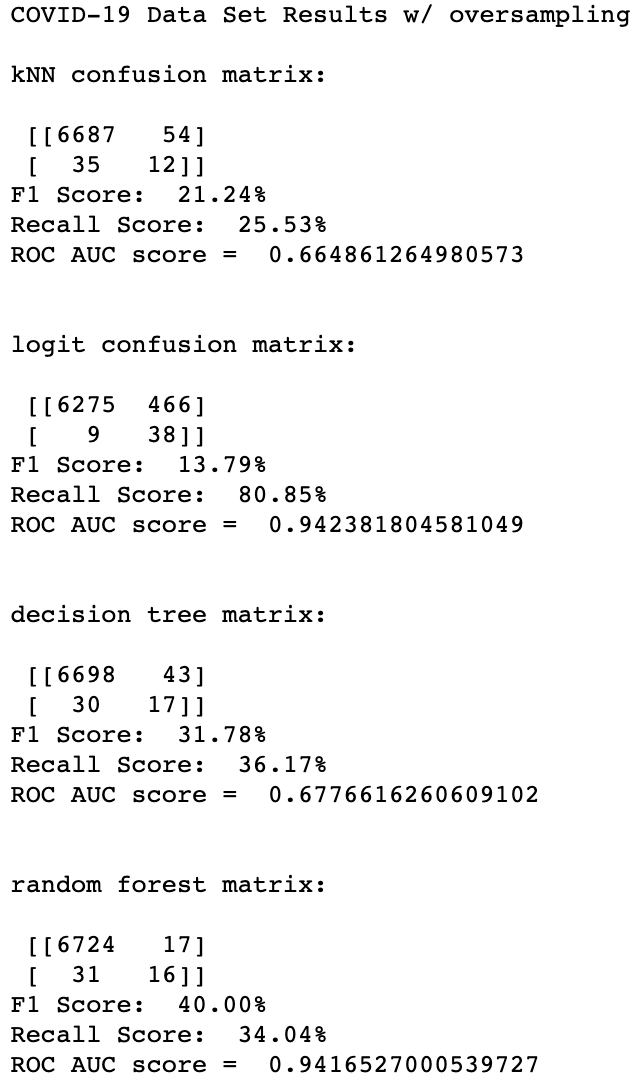 COVID-19 Data Set Results w/ oversampling
kNN confusion matrix:
[[6687 54]
[ 35 12]]
F1 Score: 21.24%
Recall Score: 25.53%
ROC AUC score = 0.664861264980573
logit confusion matrix:
[[6275 466]
[ 9 38]]
F1 Score: 13.79%
Recall Score: 80.85%
ROC AUC score = 0.942381804581049
decision tree matrix:
[[6698 43]
[ 30 17]]
F1 Score: 31.78%
Recall Score: 36.17%
ROC AUC score = 0.6776616260609102
random forest matrix:
[[6724 17]
[ 31 16]]
F1 Score: 40.00%
Recall Score: 34.04%
ROC AUC score = 0.9416527000539727